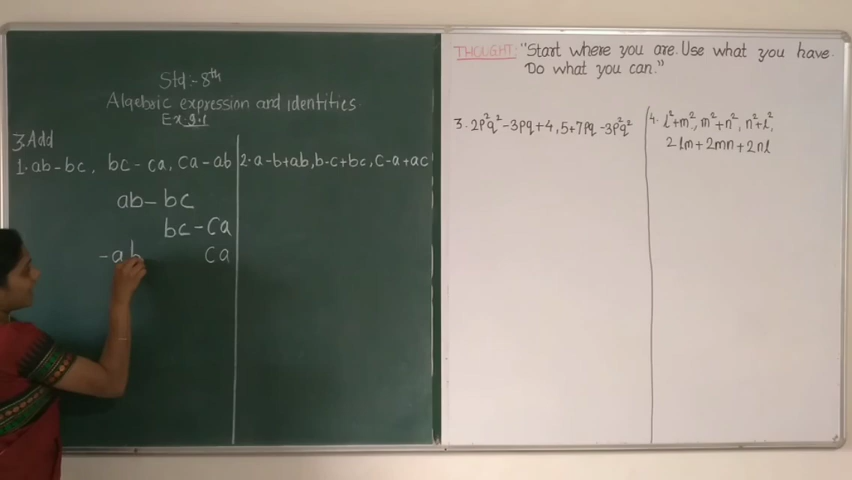 Std:- 8th
Algebric expression and identities
Ex:9.1
3. Add
1. ab-bc, bc-ca, ca-ab
ab- bc
bc-ca
-ab ca
2. a-b+ab, b-c+bc, c-a+ac
THOUGHT: "Start where you are. Use what you have.
Do what you can."
3. 2p²q²-3pq+4, 5+7pq-3p²q²
4. l²+m², m²+n², n²+l²,
2lm+2mn+2nl